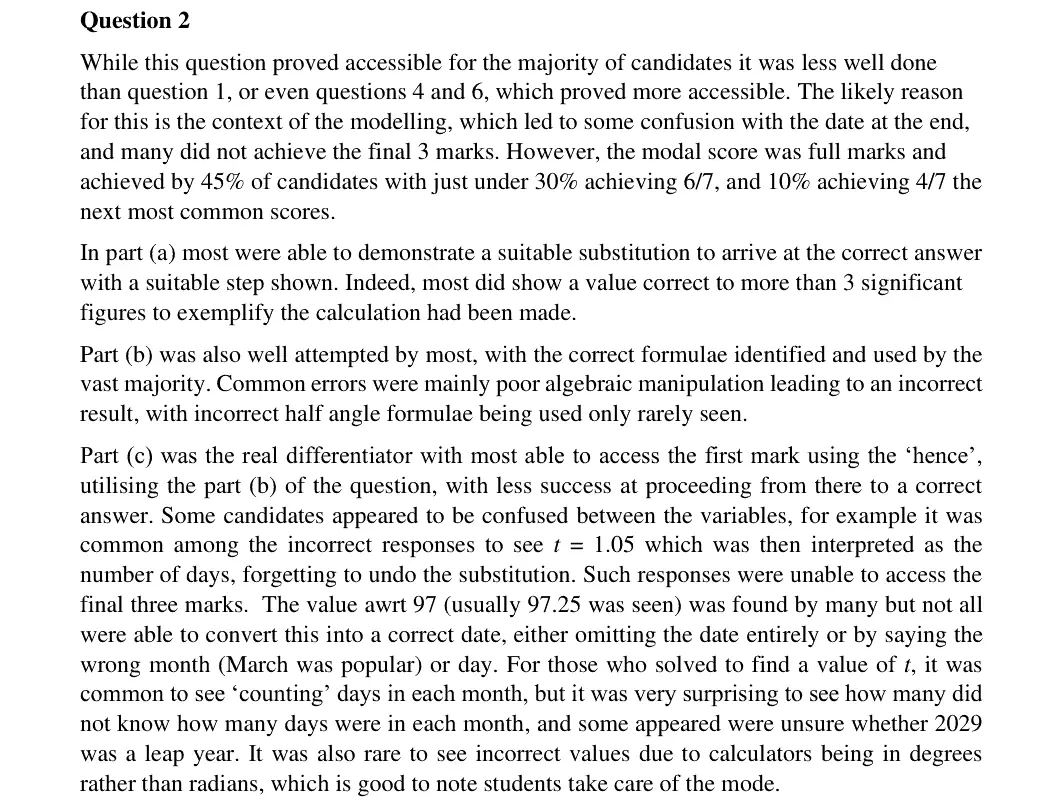 Question 2
While this question proved accessible for the majority of candidates it was less well done
than question 1, or even questions 4 and 6, which proved more accessible. The likely reason
for this is the context of the modelling, which led to some confusion with the date at the end,
and many did not achieve the final 3 marks. However, the modal score was full marks and
achieved by 45% of candidates with just under 30% achieving 6/7, and 10% achieving 4/7 the
next most common scores.
In part (a) most were able to demonstrate a suitable substitution to arrive at the correct answer
with a suitable step shown. Indeed, most did show a value correct to more than 3 significant
figures to exemplify the calculation had been made.
Part (b) was also well attempted by most, with the correct formulae identified and used by the
vast majority. Common errors were mainly poor algebraic manipulation leading to an incorrect
result, with incorrect half angle formulae being used only rarely seen.
Part (c) was the real differentiator with most able to access the first mark using the ‘hence’,
utilising the part (b) of the question, with less success at proceeding from there to a correct
answer. Some candidates appeared to be confused between the variables, for example it was
common among the incorrect responses to see t = 1.05 which was then interpreted as the
number of days, forgetting to undo the substitution. Such responses were unable to access the
final three marks. The value awrt 97 (usually 97.25 was seen) was found by many but not all
were able to convert this into a correct date, either omitting the date entirely or by saying the
wrong month (March was popular) or day. For those who solved to find a value of t, it was
common to see ‘counting’ days in each month, but it was very surprising to see how many did
not know how many days were in each month, and some appeared were unsure whether 2029
was a leap year. It was also rare to see incorrect values due to calculators being in degrees
rather than radians, which is good to note students take care of the mode.